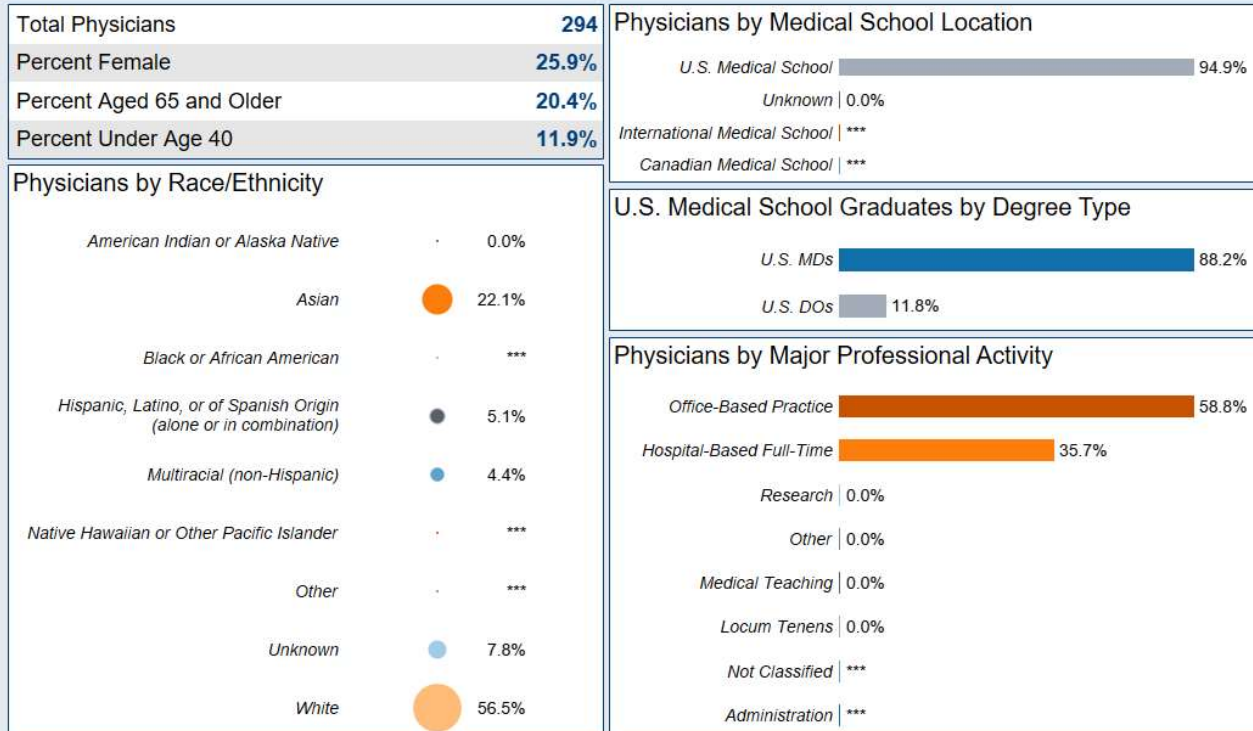 Total Physicians 294
Percent Female 25.9%
Percent Aged 65 and Older 20.4%
Percent Under Age 40 11.9%
Physicians by Race/Ethnicity
American Indian or Alaska Native 0.0%
Asian 22.1%
Black or African American ***
Hispanic, Latino, or of Spanish Origin
(alone or in combination) 5.1%
Multiracial (non-Hispanic) 4.4%
Native Hawaiian or Other Pacific Islander ***
Other ***
Unknown 7.8%
White 56.5%
Physicians by Medical School Location
U.S. Medical School 94.9%
Unknown 0.0%
International Medical School ***
Canadian Medical School ***
U.S. Medical School Graduates by Degree Type
U.S. MDs 88.2%
U.S. DOs 11.8%
Physicians by Major Professional Activity
Office-Based Practice 58.8%
Hospital-Based Full-Time 35.7%
Research 0.0%
Other 0.0%
Medical Teaching 0.0%
Locum Tenens 0.0%
Not Classified ***
Administration ***